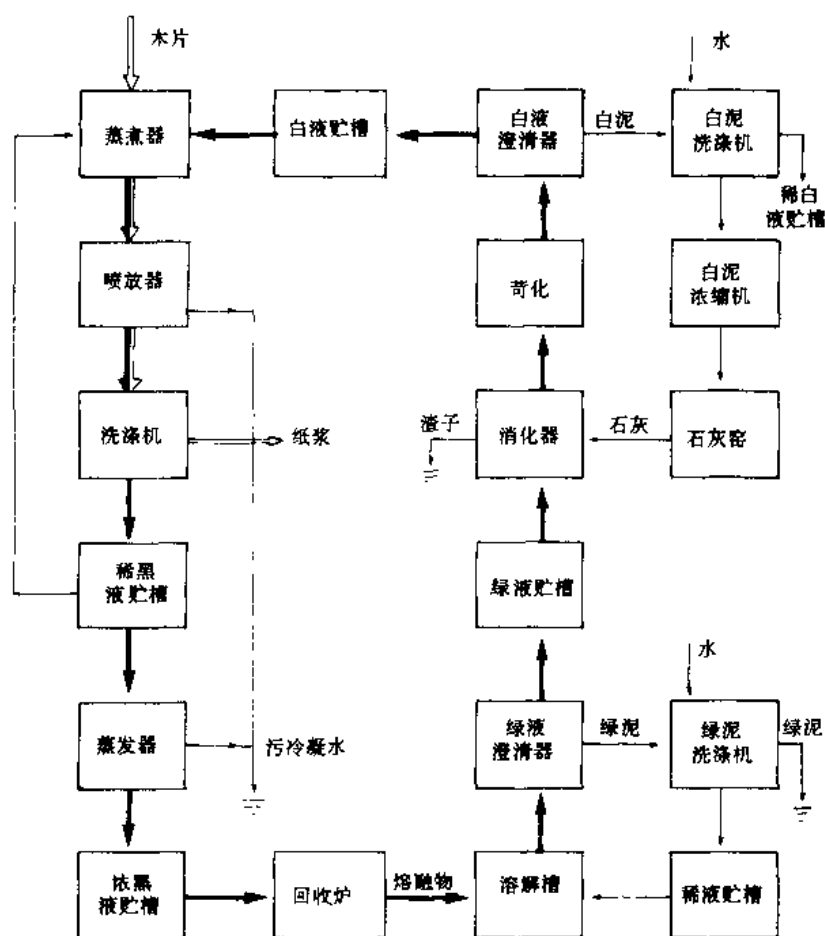 木片
水
蒸煮器
白液贮槽
白液
澄清器
白泥
白泥
洗涤机
稀白
液贮槽
喷放器
苛化
白泥
浓缩机
洗涤机
纸浆
渣子
消化器
石灰
石灰窑
稀黑
液贮槽
绿液贮槽
水
蒸发器
污冷凝水
绿液
澄清器
绿泥
绿泥
洗涤机
绿泥
浓黑
液贮槽
回收炉
熔融物
溶解槽
稀液贮槽